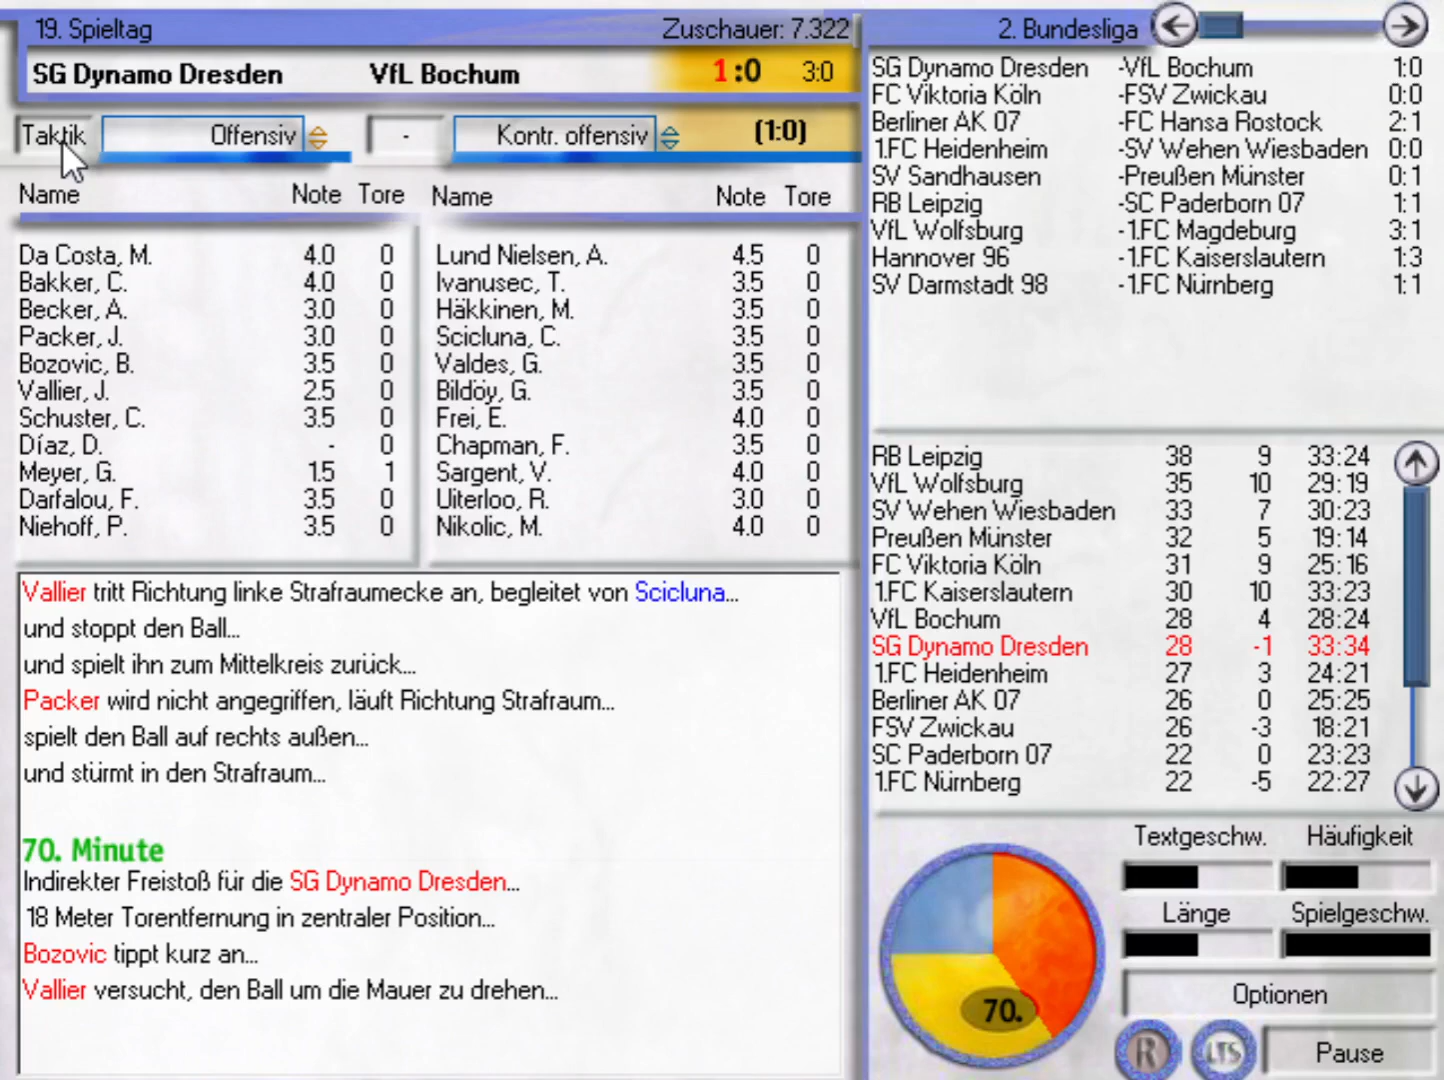 19. Spieltag Zuschauer: 7.322
SG Dynamo Dresden VfL Bochum 1:0 3:0
Taktik Offensiv - Kontr. offensiv (1:0)
Name Note Tore Name Note Tore
Da Costa, M. 4.0 0 Lund Nielsen, A. 4.5 0
Bakker, C. 4.0 0 Ivanusec, T. 3.5 0
Becker, A. 3.0 0 Häkkinen, M. 3.5 0
Packer, J. 3.0 0 Scicluna, C. 3.5 0
Bozovic, B. 3.5 0 Valdes, G. 3.5 0
Vallier, J. 2.5 0 Bildöy, G. 3.5 0
Schuster, C. 3.5 0 Frei, E. 4.0 0
Díaz, D. - 0 Chapman, F. 3.5 0
Meyer, G. 1.5 1 Sargent, V. 4.0 0
Darfalou, F. 3.5 0 Uiterloo, R. 3.0 0
Niehoff, P. 3.5 0 Nikolic, M. 4.0 0
Vallier tritt Richtung linke Strafraumecke an, begleitet von Scicluna...
und stoppt den Ball...
und spielt ihn zum Mittelkreis zurück...
Packer wird nicht angegriffen, läuft Richtung Strafraum...
spielt den Ball auf rechts außen...
und stürmt in den Strafraum...
70. Minute
Indirekter Freistoß für die SG Dynamo Dresden...
18 Meter Torentfernung in zentraler Position...
Bozovic tippt kurz an...
Vallier versucht, den Ball um die Mauer zu drehen...
2. Bundesliga
SG Dynamo Dresden -VfL Bochum 1:0
FC Viktoria Köln -FSV Zwickau 0:0
Berliner AK 07 -FC Hansa Rostock 2:1
1.FC Heidenheim -SV Wehen Wiesbaden 0:0
SV Sandhausen -Preußen Münster 0:1
RB Leipzig -SC Paderborn 07 1:1
VfL Wolfsburg -1.FC Magdeburg 3:1
Hannover 96 -1.FC Kaiserslautern 1:3
SV Darmstadt 98 -1.FC Nürnberg 1:1
RB Leipzig 38 9 33:24
VfL Wolfsburg 35 10 29:19
SV Wehen Wiesbaden 33 7 30:23
Preußen Münster 32 5 19:14
FC Viktoria Köln 31 9 25:16
1.FC Kaiserslautern 30 10 33:23
VfL Bochum 28 4 28:24
SG Dynamo Dresden 28 -1 33:34
1.FC Heidenheim 27 3 24:21
Berliner AK 07 26 0 25:25
FSV Zwickau 26 -3 18:21
SC Paderborn 07 22 0 23:23
1.FC Nürnberg 22 -5 22:27
Textgeschw. Häufigkeit
Länge Spielgeschw.
70.
Optionen
R LTS Pause